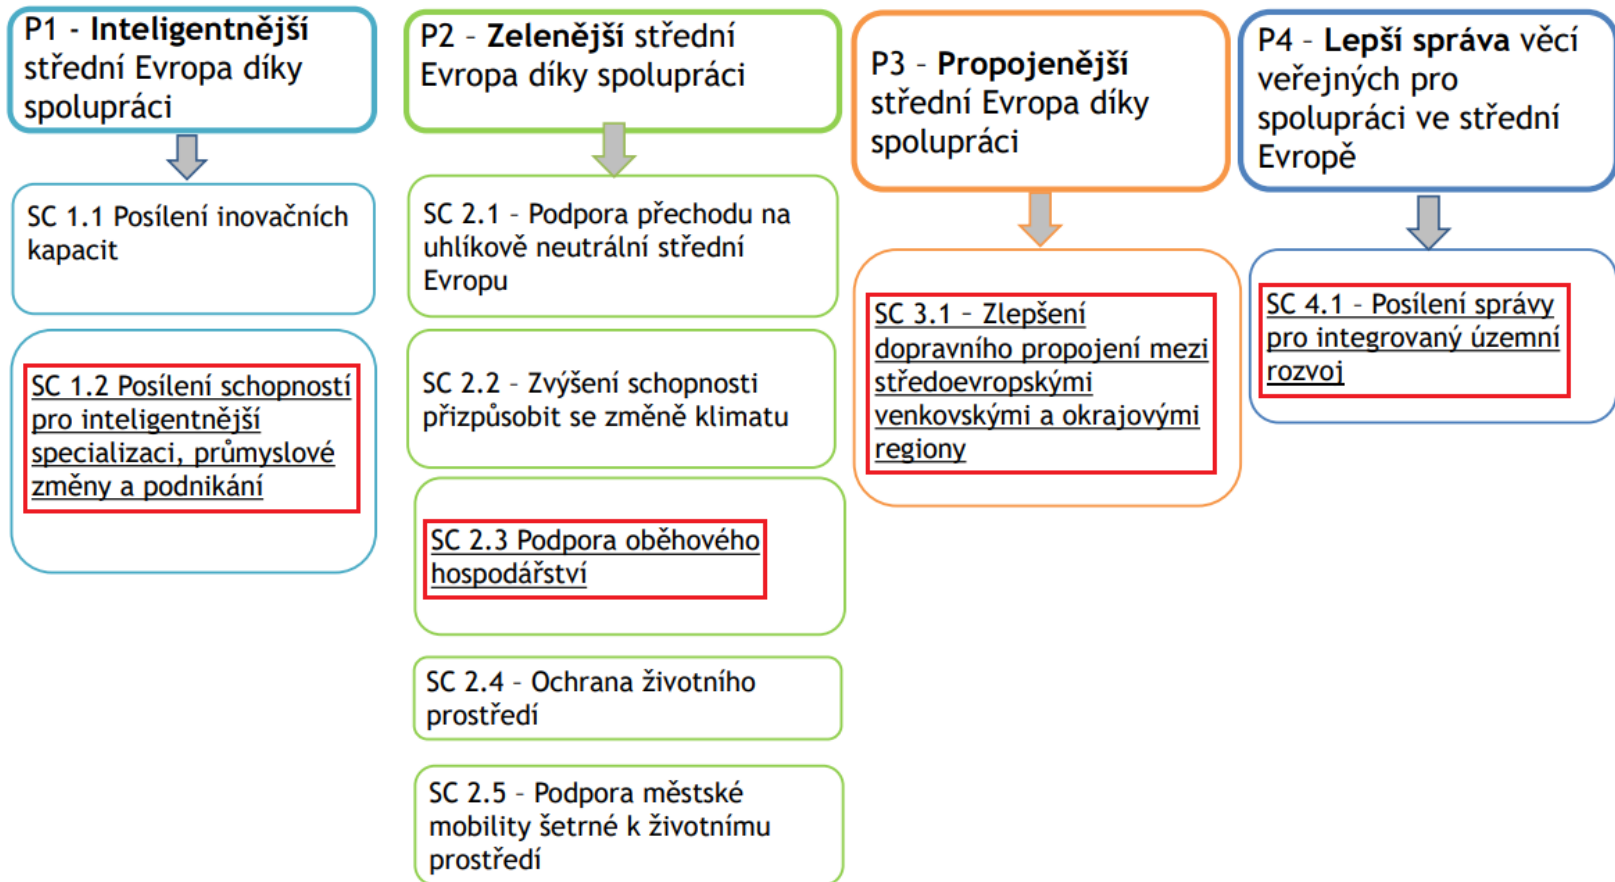 P1 - Inteligentnější
střední Evropa díky
spolupráci
SC 1.1 Posílení inovačních
kapacit
SC 1.2 Posílení schopností
pro inteligentnější
specializaci, průmyslové
změny a podnikání
P2 – Zelenější střední
Evropa díky spolupráci
SC 2.1 – Podpora přechodu na
uhlíkově neutrální střední
Evropu
SC 2.2 – Zvýšení schopnosti
přizpůsobit se změně klimatu
SC 2.3 Podpora oběhového
hospodářství
SC 2.4 – Ochrana životního
prostředí
SC 2.5 – Podpora městské
mobility šetrné k životnímu
prostředí
P3 – Propojenější
střední Evropa díky
spolupráci
SC 3.1 – Zlepšení
dopravního propojení mezi
středoevropskými
venkovskými a okrajovými
regiony
P4 – Lepší správa věcí
veřejných pro
spolupráci ve střední
Evropě
SC 4.1 – Posílení správy
pro integrovaný územní
rozvoj